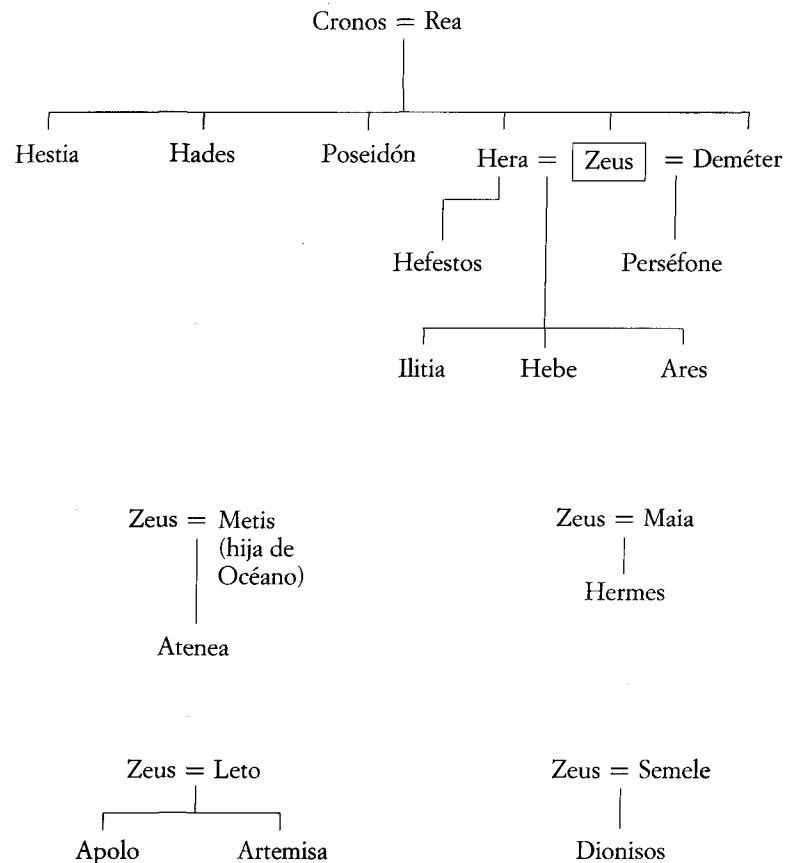 Cronos = Rea
Hestia Hades Poseidón Hera = Zeus = Deméter
Hefestos Perséfone
Ilitia Hebe Ares
Zeus = Metis
(hija de
Océano)
Atenea
Zeus = Maia
Hermes
Zeus = Leto
Apolo Artemisa
Zeus = Semele
Dionisos